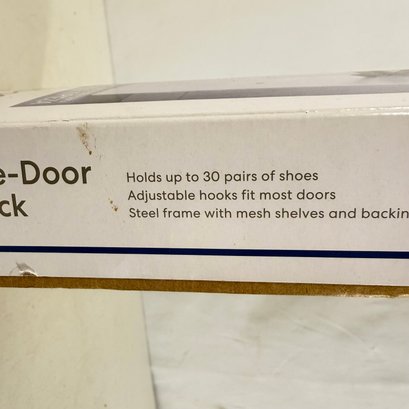 e-Door
ck
Holds up to 30 pairs of shoes
Adjustable hooks fit most doors
Steel frame with mesh shelves and backin